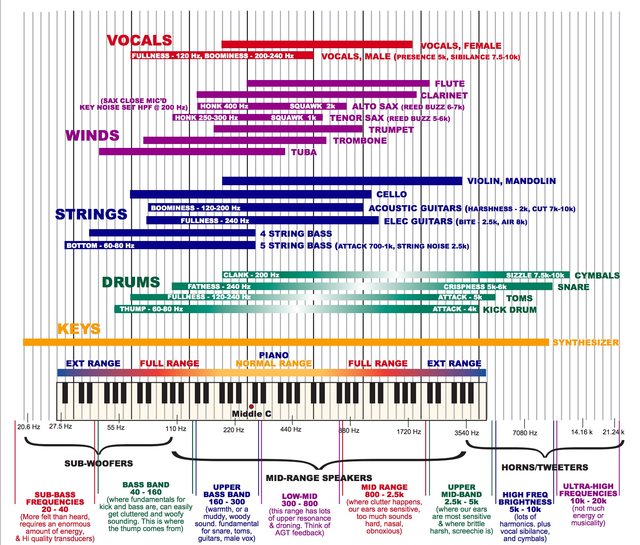 VOCALS
VOCALS, FEMALE
FULLNESS - 120 Hz, BOOMINESS - 200-240 Hz
VOCALS, MALE (PRESENCE 5k, SIBILANCE 7.5-10k)
WINDS
FLUTE
CLARINET
(SAX CLOSE MIC'D
KEY NOISE SET HPF @ 200 Hz)
HONK 400 Hz SQUAWK 2k
ALTO SAX (REED BUZZ 6-7k)
HONK 250-300 Hz SQUAWK 1k
TENOR SAX (REED BUZZ 5-6k)
TRUMPET
TROMBONE
TUBA
STRINGS
VIOLIN, MANDOLIN
CELLO
BOOMINESS - 120-200 Hz
ACOUSTIC GUITARS (HARSHNESS - 2k, CUT 7k-10k)
FULLNESS - 240 Hz
ELEC GUITARS (BITE - 2.5k, AIR 8k)
4 STRING BASS
BOTTOM - 60-80 Hz
5 STRING BASS (ATTACK 700-1k, STRING NOISE 2.5k)
DRUMS
CLANK - 200 Hz SIZZLE 7.5k-10k CYMBALS
FATNESS - 240 Hz CRISPNESS 5k-6k SNARE
FULLNESS - 120-240 Hz ATTACK - 5k TOMS
THUMP - 60-80 Hz ATTACK - 4k KICK DRUM
KEYS
SYNTHESIZER
PIANO
EXT RANGE FULL RANGE NORMAL RANGE FULL RANGE EXT RANGE
Middle C
20.6 Hz 27.5 Hz 55 Hz 110 Hz 220 Hz 440 Hz 880 Hz 1720 Hz 3540 Hz 7080 Hz 14.16 k 21.24 k
SUB-WOOFERS
MID-RANGE SPEAKERS
HORNS/TWEETERS
SUB-BASS
FREQUENCIES
20 - 40
(More felt than heard,
requires an enormous
amount of energy,
& Hi quality transducers)
BASS BAND
40 - 160
(where fundamentals for
kick and bass are, can easily
get cluttered and woofy
sounding. This is where
the thump comes from)
UPPER
BASS BAND
160 - 300
(warmth, or a
muddy, woody
sound. fundamental
for snare, toms,
guitars, male vox)
LOW-MID
300 - 800
(this range has lots
of upper resonance
& droning. Think of
AGT feedback)
MID RANGE
800 - 2.5k
(where clutter happens,
our ears are sensitive,
too much sounds
hard, nasal,
obnoxious)
UPPER
MID-BAND
2.5k - 5k
(where our ears
are most sensitive
& where brittle
harsh, screechie is)
HIGH FREQ
BRIGHTNESS
5k - 10k
(lots of
harmonics,
plus vocal
sibilance,
and cymbals)
ULTRA-HIGH
FREQUENCIES
10k - 20k
(not much
energy or
musicality)